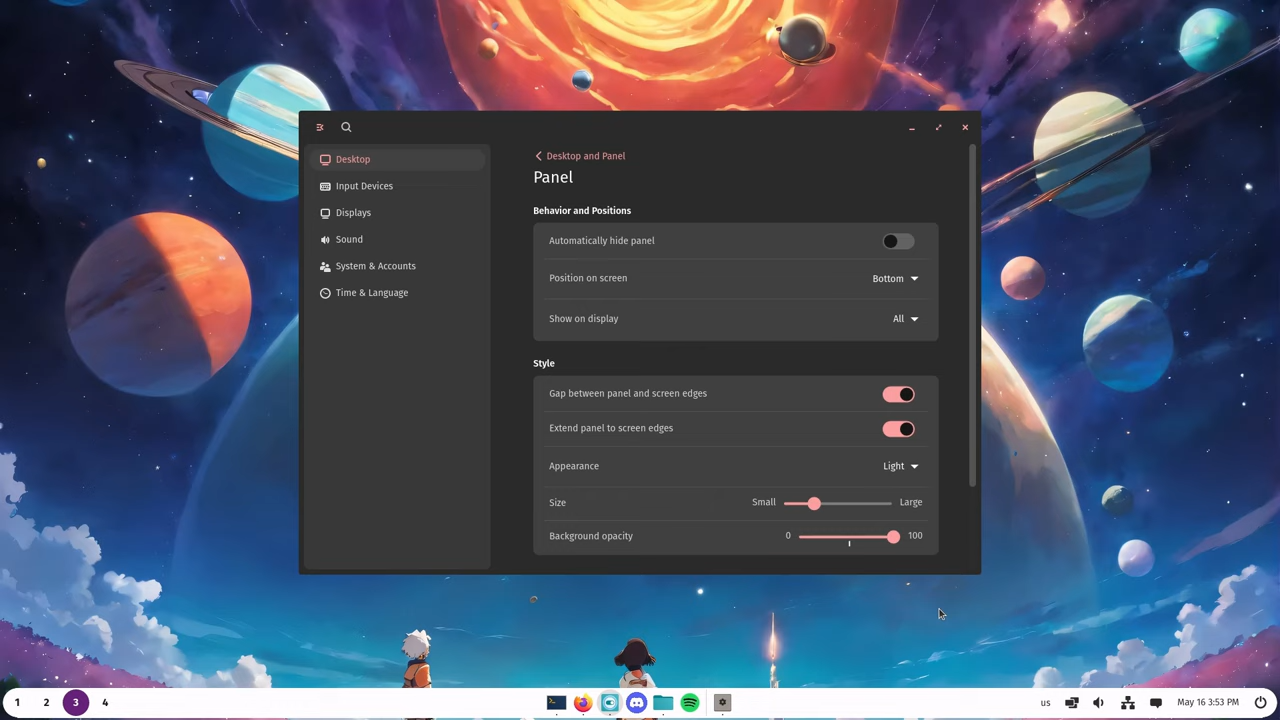 Desktop
Input Devices
Displays
Sound
System & Accounts
Time & Language
Desktop and Panel
Panel
Behavior and Positions
Automatically hide panel
Position on screen Bottom
Show on display All
Style
Gap between panel and screen edges
Extend panel to screen edges
Appearance Light
Size Small Large
Background opacity 0 100
1 2 3 4 us May 16 3:53 PM